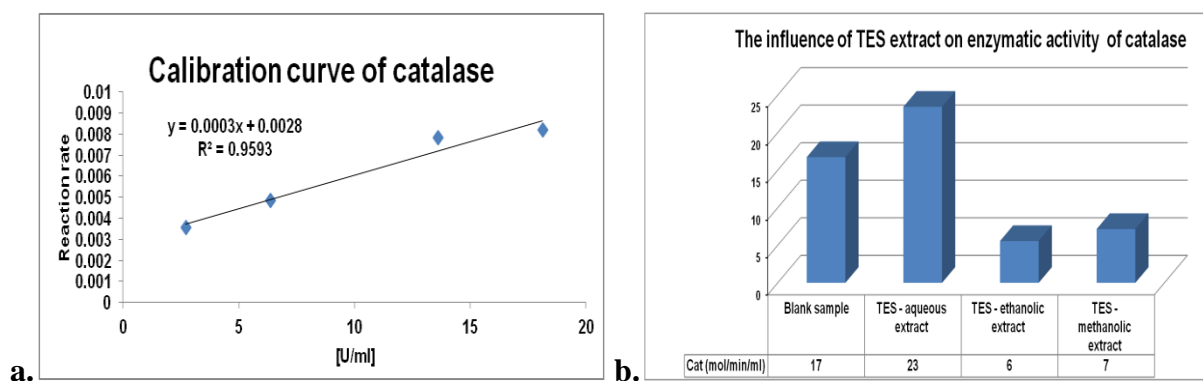 Calibration curve of catalase
y = 0.0003x + 0.0028
R² = 0.9593
Reaction rate
0.01
0.009
0.008
0.007
0.006
0.005
0.004
0.003
0.002
0.001
0
0 5 10 15 20
[U/ml]
a.
The influence of TES extract on enzymatic activity of catalase
25
20
15
10
5
0
Blank sample TES - aqueous extract TES - ethanolic extract TES - methanolic extract
Cat (mol/min/ml) 17 23 6 7
b.